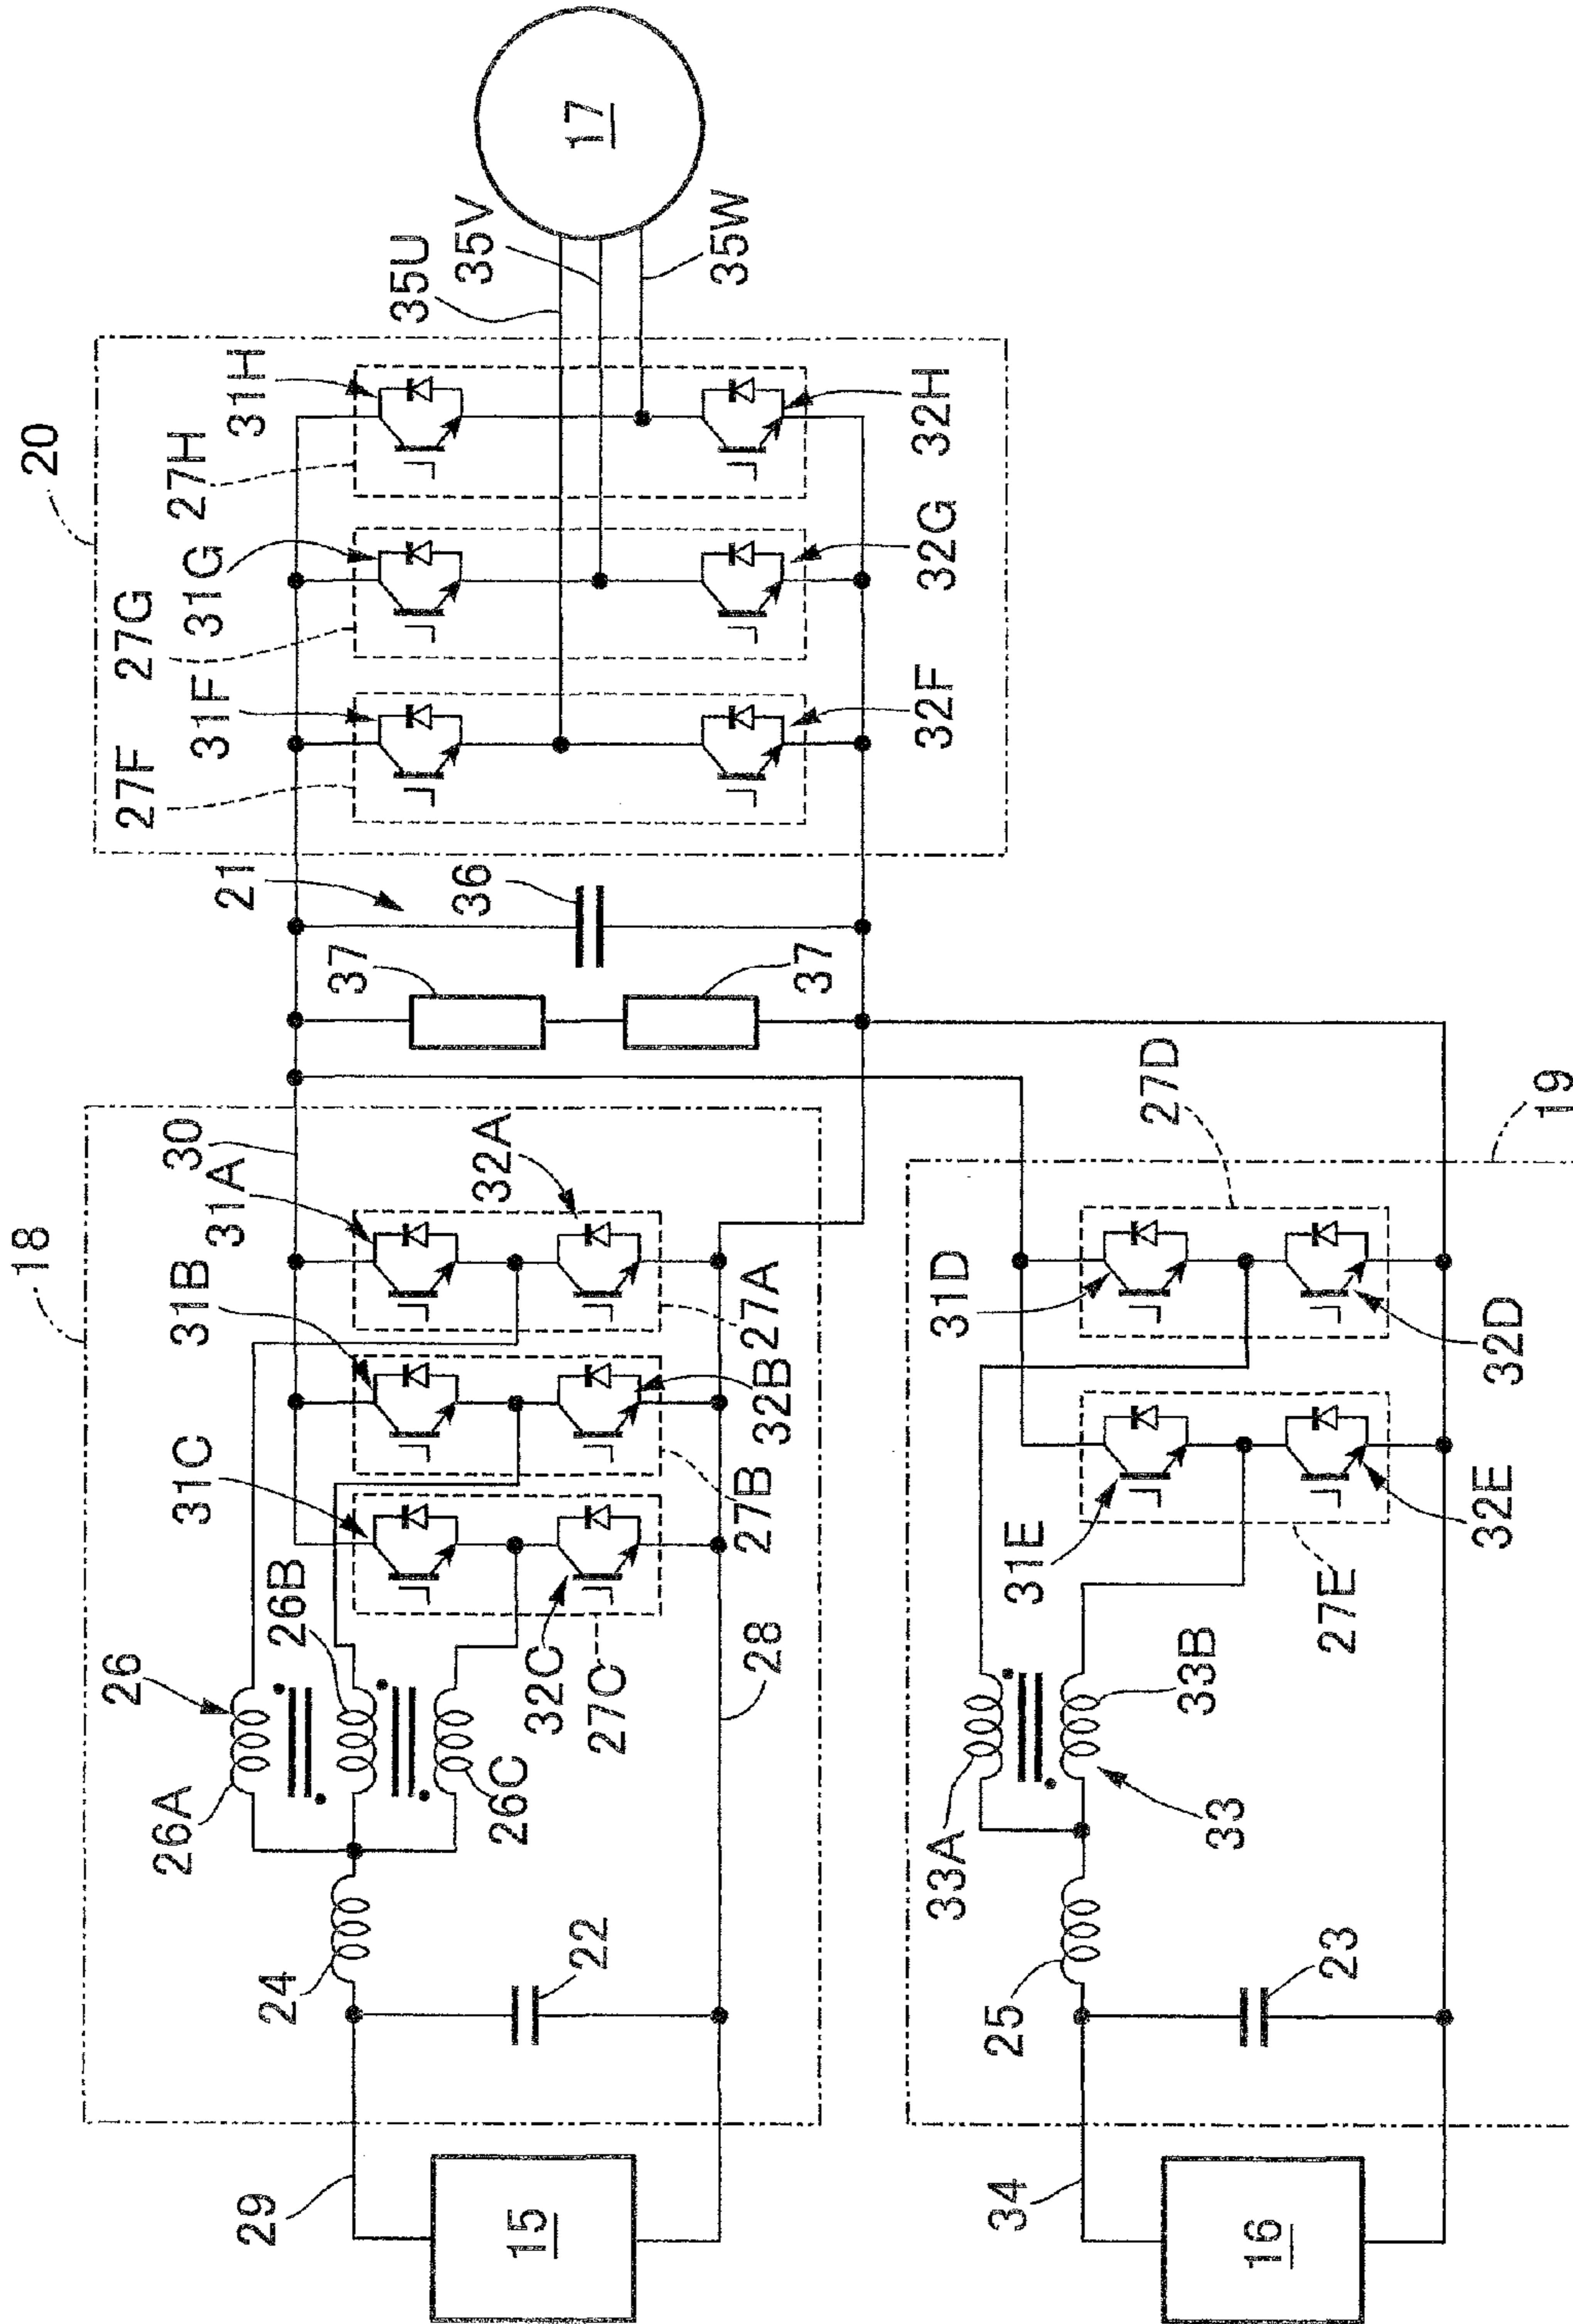 20
27F
31F
27G
31G
27H
31H
35U
35V
35W
17
32F
32G
32H
21
36
37
37
18
30
31A
32A
31B
31C
27A
32B
27B
26
26A
26B
26C
32C
27C
28
24
22
29
15
19
27D
31D
32D
31E
32E
27E
33A
33B
33
25
23
34
16